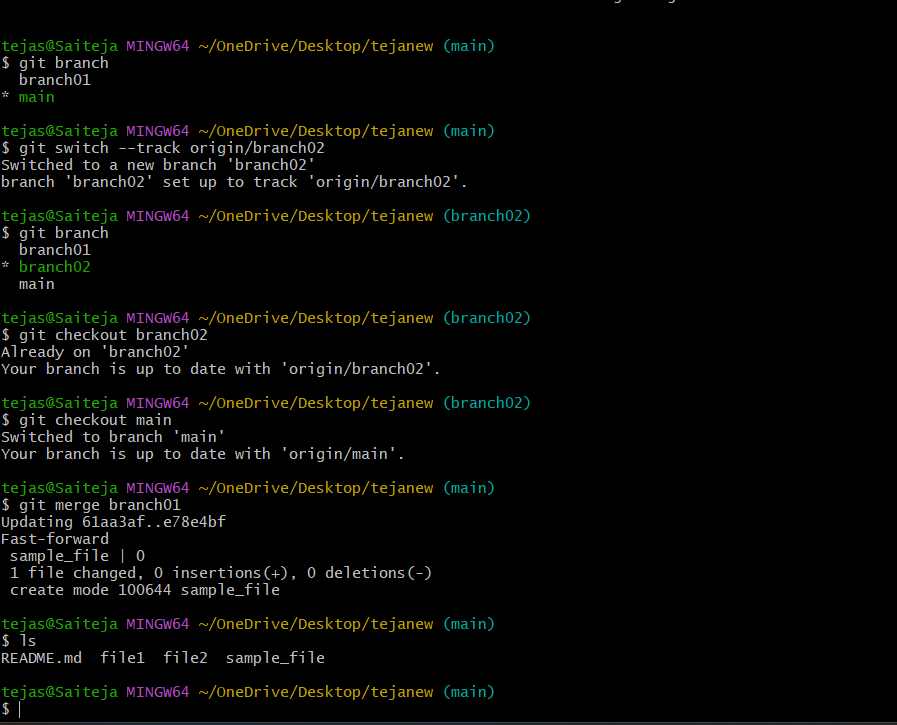 tejas@Saiteja MINGW64 ~/OneDrive/Desktop/tejanew (main)
$ git branch
  branch01
* main

tejas@Saiteja MINGW64 ~/OneDrive/Desktop/tejanew (main)
$ git switch --track origin/branch02
Switched to a new branch 'branch02'
branch 'branch02' set up to track 'origin/branch02'.

tejas@Saiteja MINGW64 ~/OneDrive/Desktop/tejanew (branch02)
$ git branch
  branch01
* branch02
  main

tejas@Saiteja MINGW64 ~/OneDrive/Desktop/tejanew (branch02)
$ git checkout branch02
Already on 'branch02'
Your branch is up to date with 'origin/branch02'.

tejas@Saiteja MINGW64 ~/OneDrive/Desktop/tejanew (branch02)
$ git checkout main
Switched to branch 'main'
Your branch is up to date with 'origin/main'.

tejas@Saiteja MINGW64 ~/OneDrive/Desktop/tejanew (main)
$ git merge branch01
Updating 61aa3af..e78e4bf
Fast-forward
 sample_file | 0
 1 file changed, 0 insertions(+), 0 deletions(-)
 create mode 100644 sample_file

tejas@Saiteja MINGW64 ~/OneDrive/Desktop/tejanew (main)
$ ls
README.md  file1  file2  sample_file

tejas@Saiteja MINGW64 ~/OneDrive/Desktop/tejanew (main)
$